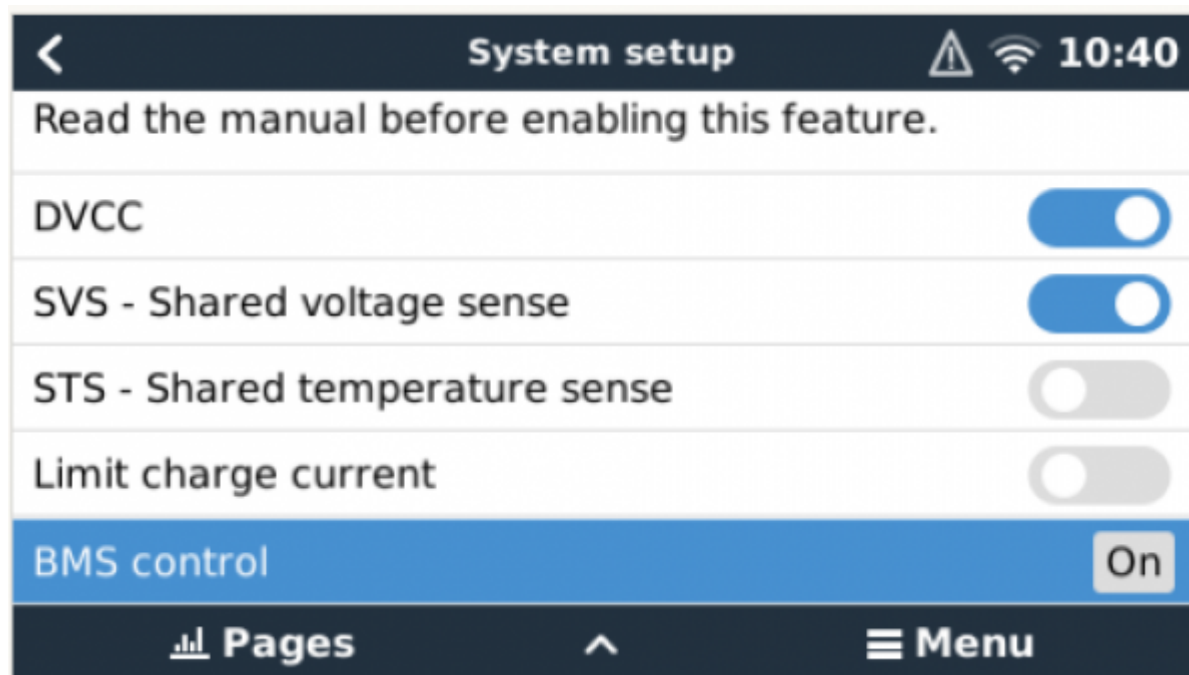 System setup 10:40
Read the manual before enabling this feature.
DVCC
SVS - Shared voltage sense
STS - Shared temperature sense
Limit charge current
BMS control On
Pages Menu